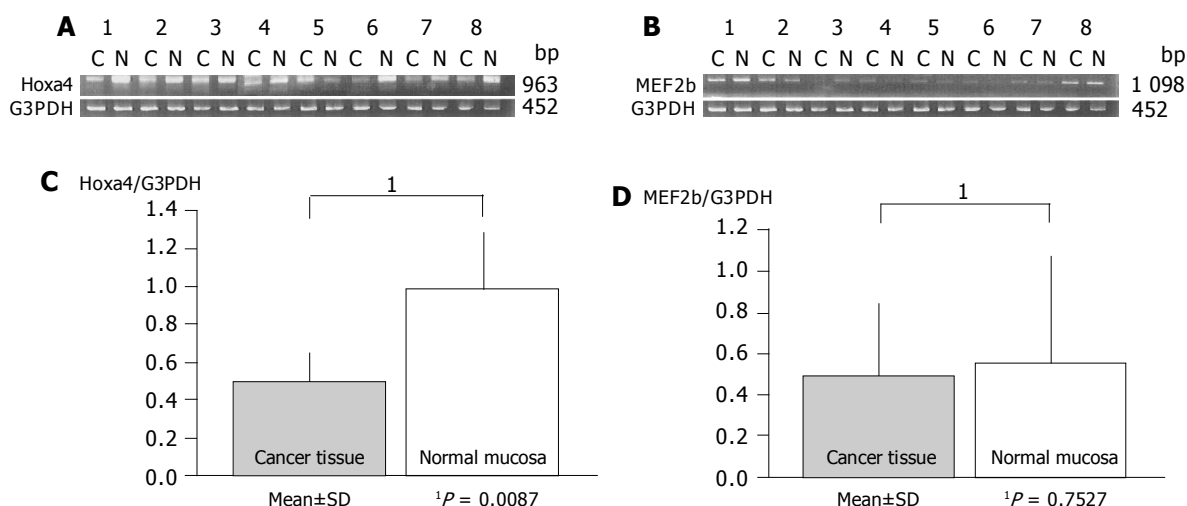 A 1 2 3 4 5 6 7 8
C N C N C N C N C N C N C N C N bp
Hoxa4 963
G3PDH 452
B 1 2 3 4 5 6 7 8
C N C N C N C N C N C N C N C N bp
MEF2b 1 098
G3PDH 452
C Hoxa4/G3PDH
1
1.4
1.2
1.0
0.8
0.6
0.4
0.2
0.0
Cancer tissue Normal mucosa
Mean±SD ¹P = 0.0087
D MEF2b/G3PDH
1
1.2
1.0
0.8
0.6
0.4
0.2
0.0
Cancer tissue Normal mucosa
Mean±SD ¹P = 0.7527